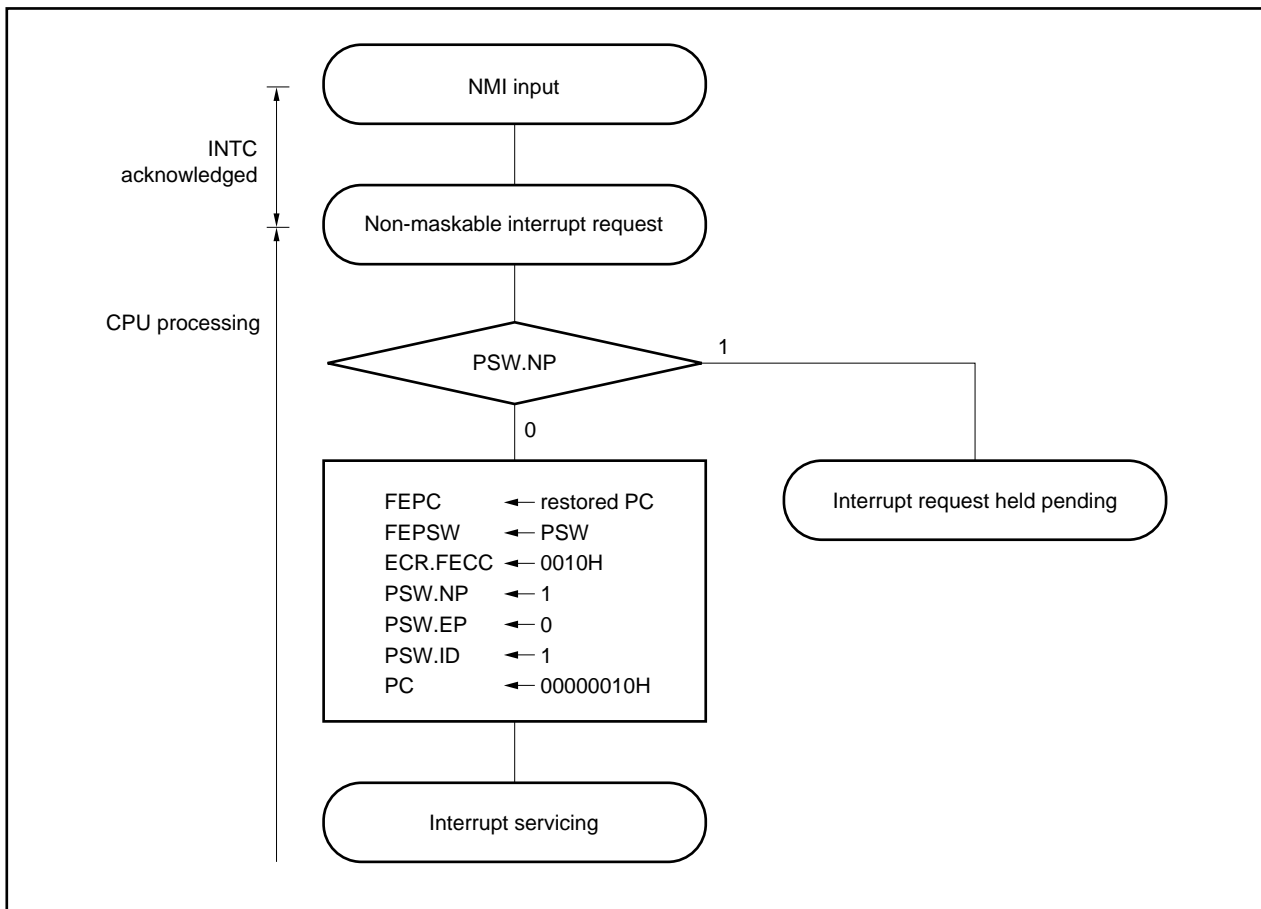 NMI input
INTC
acknowledged
Non-maskable interrupt request
CPU processing
PSW.NP
1
0
FEPC ← restored PC
FEPSW ← PSW
ECR.FECC ← 0010H
PSW.NP ← 1
PSW.EP ← 0
PSW.ID ← 1
PC ← 00000010H
Interrupt request held pending
Interrupt servicing